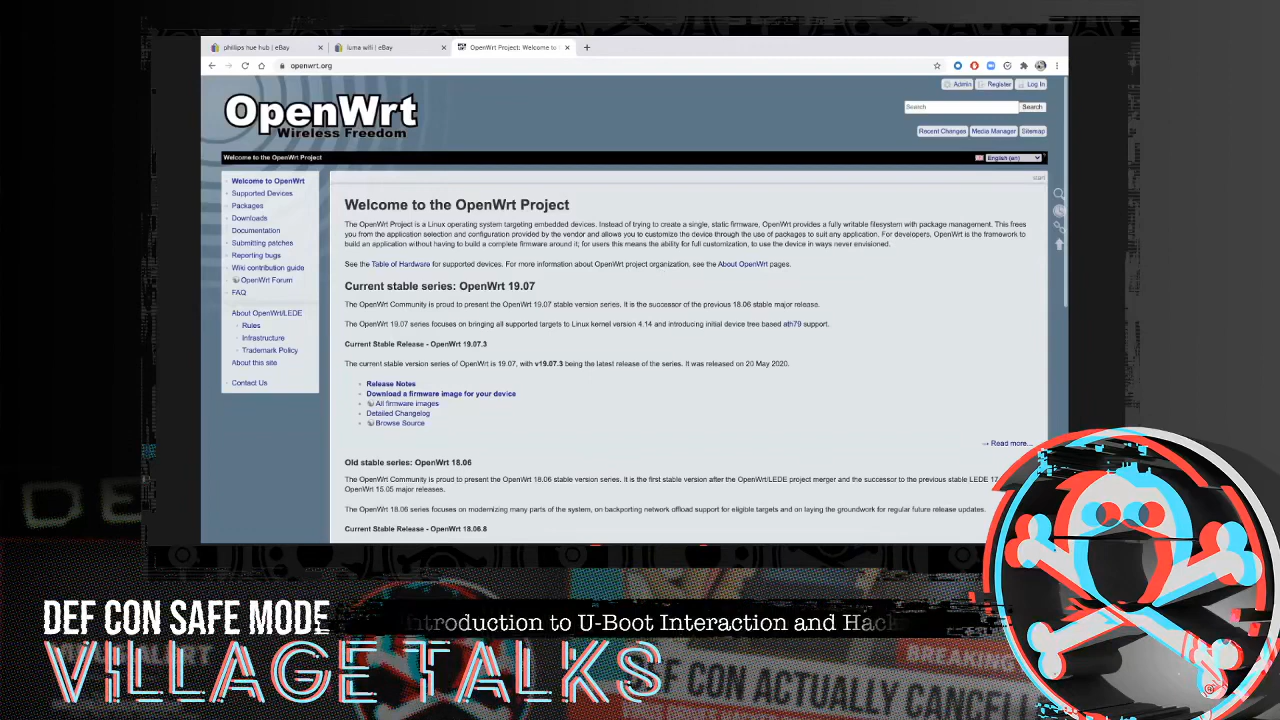 phillips hue hub | eBay
luma wifi | eBay
OpenWrt Project: Welcome to
openwrt.org
Admin Register Log In
OpenWrt
Wireless Freedom
Search Search
Recent Changes Media Manager Sitemap
Welcome to the OpenWrt Project
English (en)
start
Welcome to OpenWrt
Supported Devices
Packages
Downloads
Documentation
Submitting patches
Reporting bugs
Wiki contribution guide
OpenWrt Forum
FAQ
About OpenWrt/LEDE
Rules
Infrastructure
Trademark Policy
About this site
Contact Us
Welcome to the OpenWrt Project
The OpenWrt Project is a Linux operating system targeting embedded devices. Instead of trying to create a single, static firmware, OpenWrt provides a fully writable filesystem with package management. This frees
you from the application selection and configuration provided by the vendor and allows you to customize the device through the use of packages to suit any application. For developers, OpenWrt is the framework to
build an application without having to build a complete firmware around it; for users this means the ability for full customization, to use the device in ways never envisioned.
See the Table of Hardware for supported devices. For more information about OpenWrt project organization, see the About OpenWrt pages.
Current stable series: OpenWrt 19.07
The OpenWrt Community is proud to present the OpenWrt 19.07 stable version series. It is the successor of the previous 18.06 stable major release.
The OpenWrt 19.07 series focuses on bringing all supported targets to Linux kernel version 4.14 and introducing initial device tree based ath79 support.
Current Stable Release - OpenWrt 19.07.3
The current stable version series of OpenWrt is 19.07, with v19.07.3 being the latest release of the series. It was released on 20 May 2020.
Release Notes
Download a firmware image for your device
All firmware images
Detailed Changelog
Browse Source
→ Read more...
Old stable series: OpenWrt 18.06
The OpenWrt Community is proud to present the OpenWrt 18.06 stable version series. It is the first stable version after the OpenWrt/LEDE project merger and the successor to the previous stable LEDE 17
OpenWrt 15.05 major releases.
The OpenWrt 18.06 series focuses on modernizing many parts of the system, on backporting network offload support for eligible targets and on laying the groundwork for regular future release updates.
Current Stable Release - OpenWrt 18.06.8
DEF CON SAFE MODE
ntroduction to U-Boot Interaction and Hack
VILLAGE TALKS
BREAKING
DEF CON ACTUALLY CANCELL